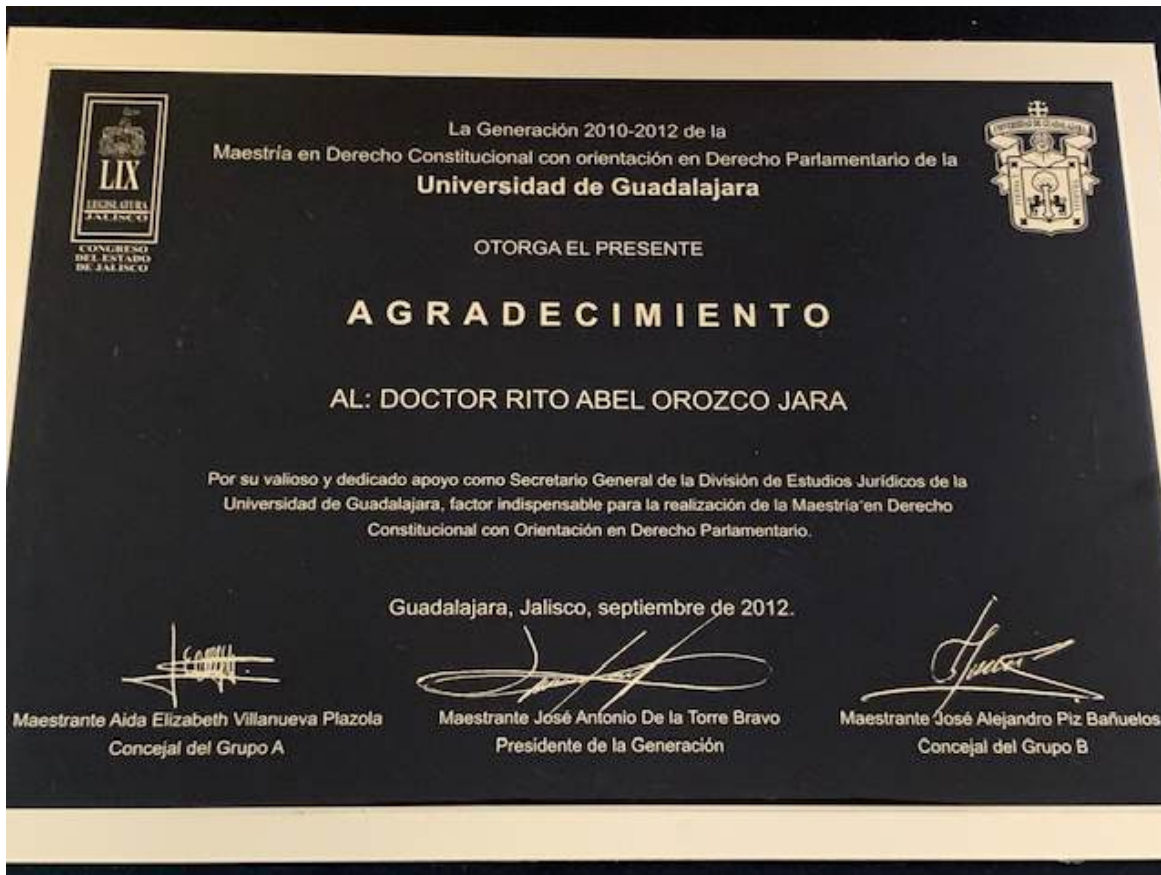 LIX
LEGISLATURA
JALISCO
CONGRESO
DEL ESTADO
DE JALISCO
La Generación 2010-2012 de la
Maestría en Derecho Constitucional con orientación en Derecho Parlamentario de la
Universidad de Guadalajara
UNIVERSIDAD DE GUADALAJARA
OTORGA EL PRESENTE
AGRADECIMIENTO
AL: DOCTOR RITO ABEL OROZCO JARA
Por su valioso y dedicado apoyo como Secretario General de la División de Estudios Jurídicos de la
Universidad de Guadalajara, factor indispensable para la realización de la Maestría en Derecho
Constitucional con Orientación en Derecho Parlamentario.
Guadalajara, Jalisco, septiembre de 2012.
Maestrante Aida Elizabeth Villanueva Plazola
Concejal del Grupo A
Maestrante José Antonio De la Torre Bravo
Presidente de la Generación
Maestrante José Alejandro Piz Bañuelos
Concejal del Grupo B